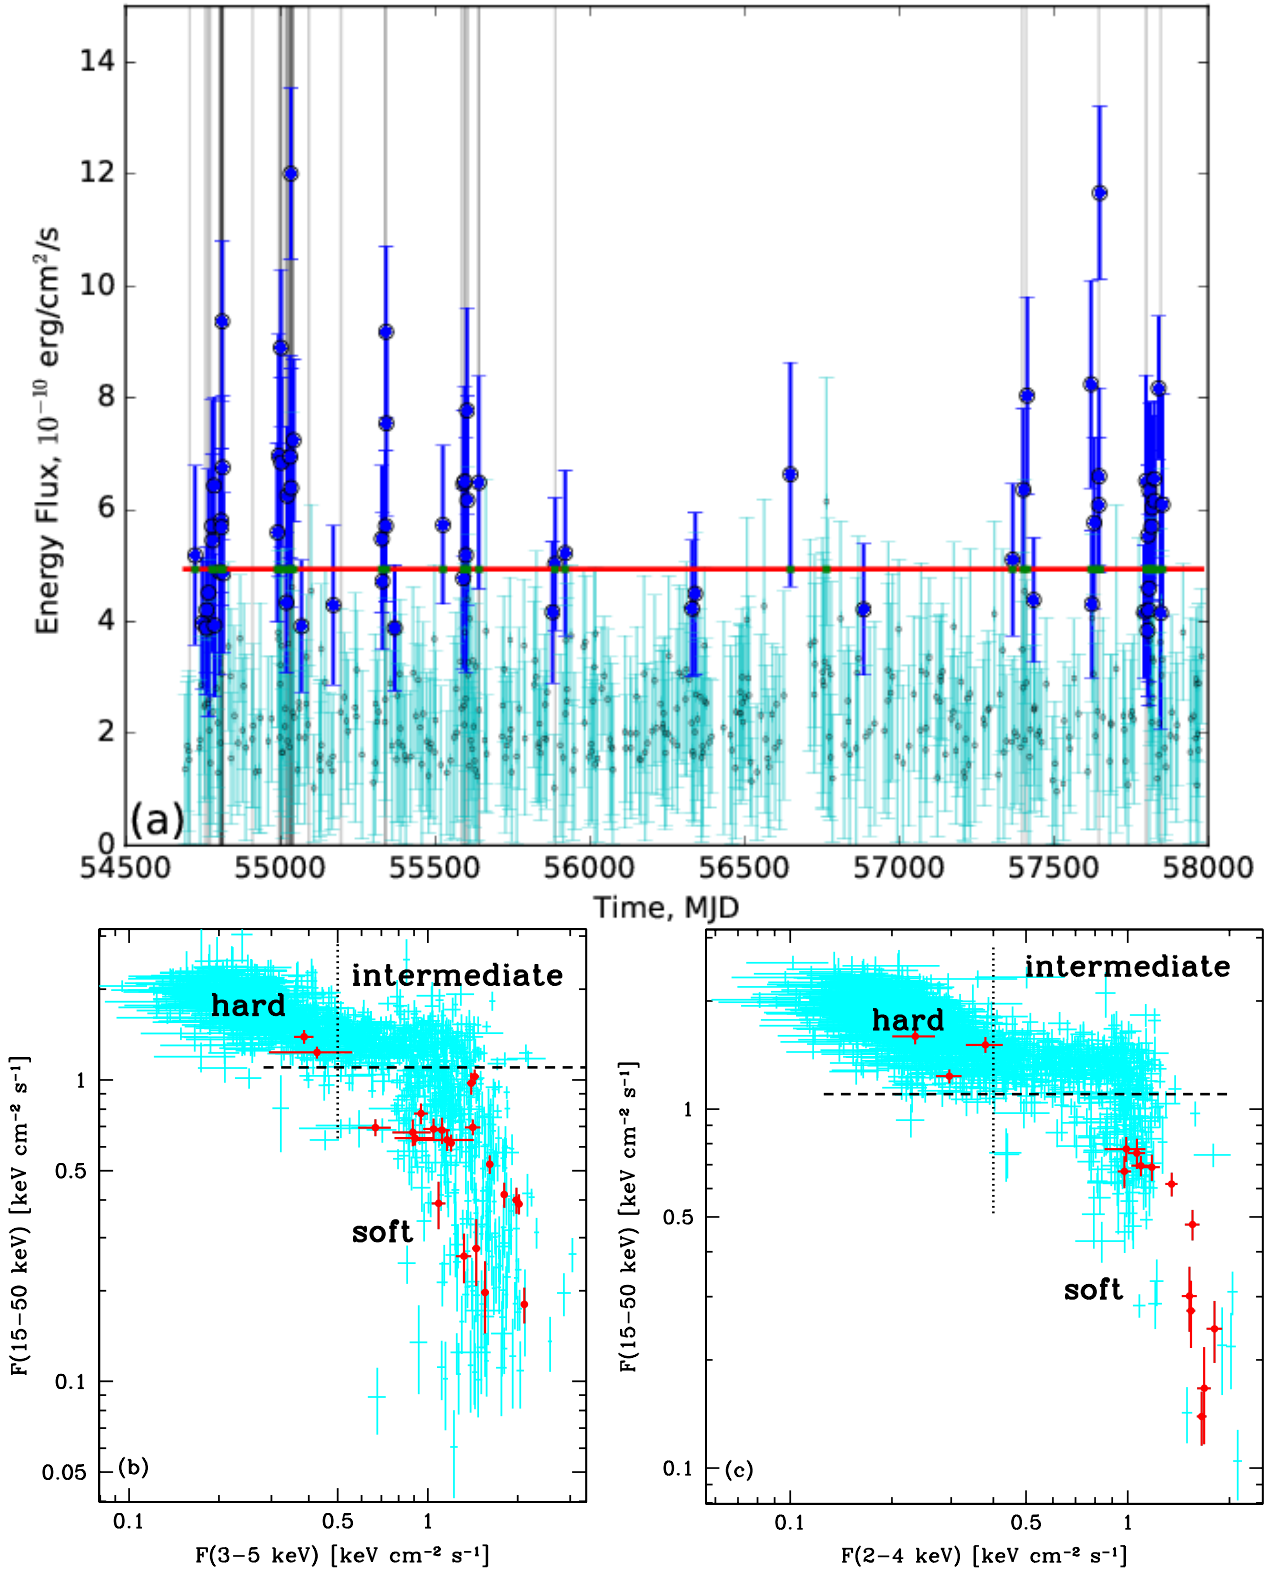 14
12
10
8
6
4
2
0
Energy Flux, 10⁻¹⁰ erg/cm²/s
(a)
54500 55000 55500 56000 56500 57000 57500 58000
Time, MJD
intermediate
hard
soft
1
0.5
0.1
0.05
F(15−50 keV) [keV cm⁻² s⁻¹]
(b)
0.1 0.5 1
F(3−5 keV) [keV cm⁻² s⁻¹]
intermediate
hard
soft
1
0.5
0.1
F(15−50 keV) [keV cm⁻² s⁻¹]
(c)
0.1 0.5 1
F(2−4 keV) [keV cm⁻² s⁻¹]